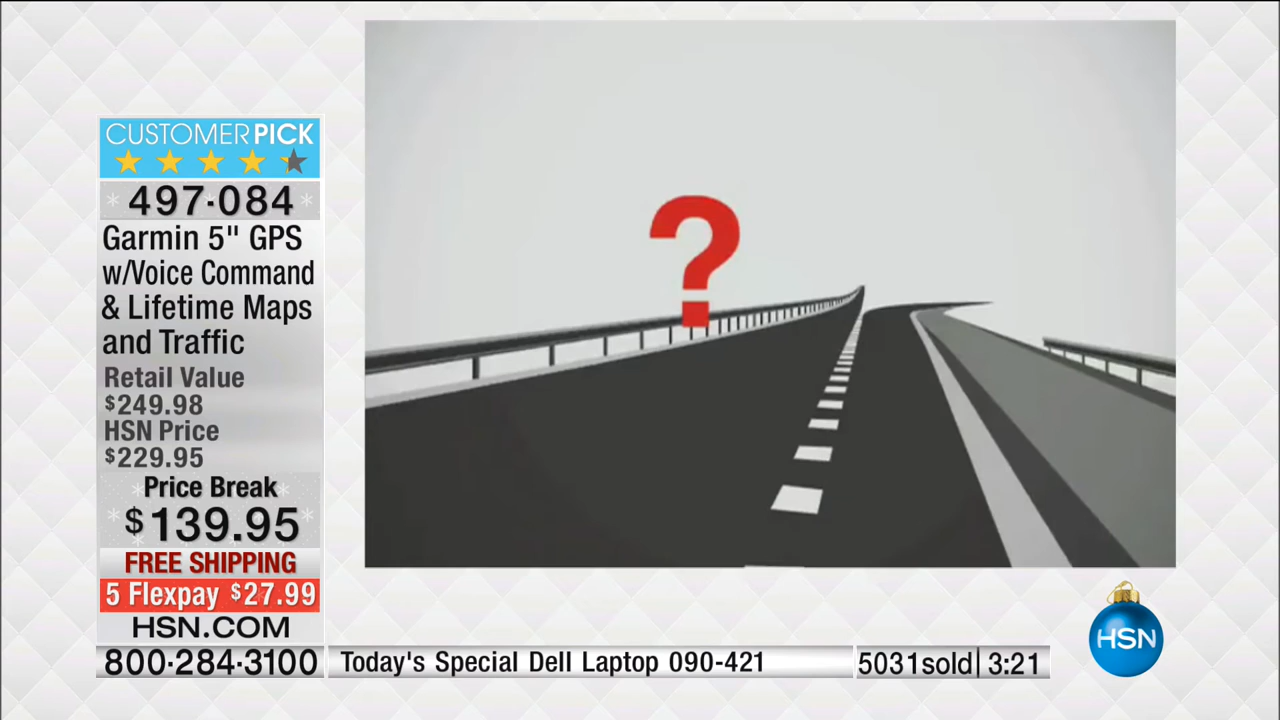 CUSTOMERPICK
497·084
Garmin 5" GPS
w/Voice Command
& Lifetime Maps
and Traffic
Retail Value
$249.98
HSN Price
$229.95
Price Break
$139.95
FREE SHIPPING
5 Flexpay $27.99
HSN.COM
800·284·3100
Today's Special Dell Laptop 090-421
5031sold| 3:21
?
HSN